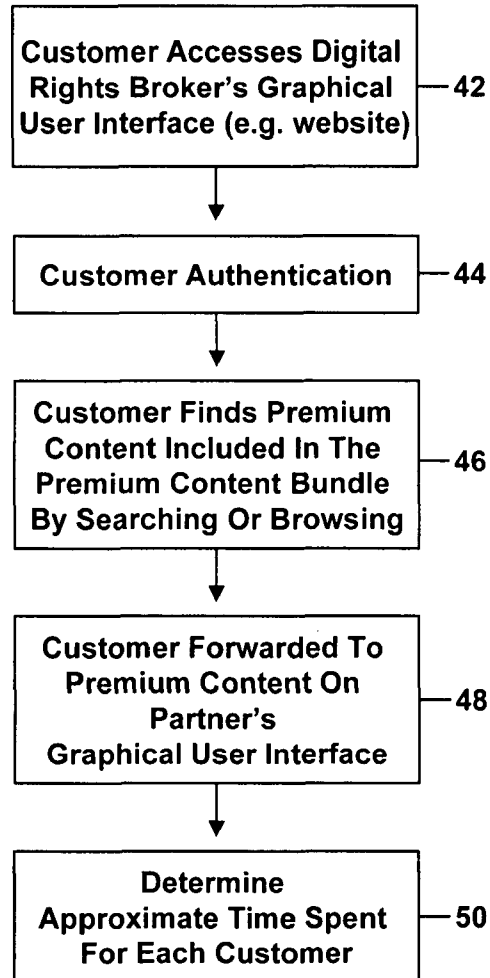 Customer Accesses Digital
Rights Broker's Graphical
User Interface (e.g. website)
42
Customer Authentication
44
Customer Finds Premium
Content Included In The
Premium Content Bundle
By Searching Or Browsing
46
Customer Forwarded To
Premium Content On
Partner's
Graphical User Interface
48
Determine
Approximate Time Spent
For Each Customer
50